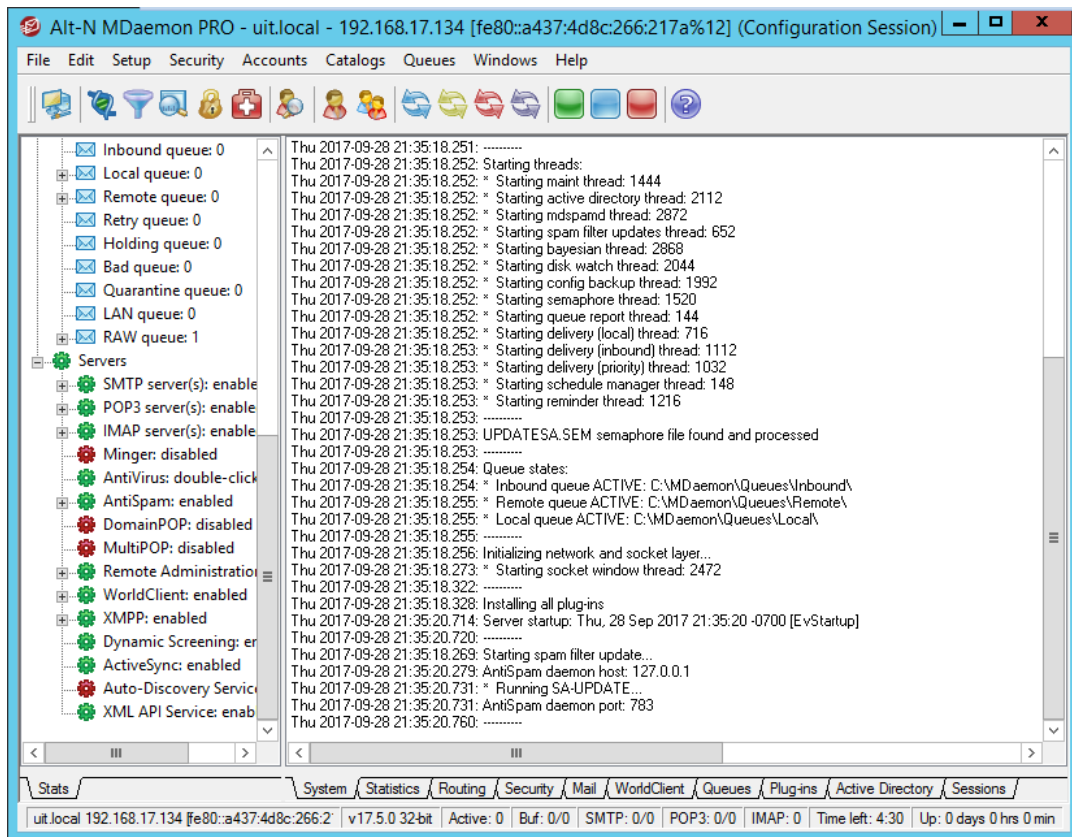 Alt-N MDaemon PRO - uit.local - 192.168.17.134 [fe80::a437:4d8c:266:217a%12] (Configuration Session)
File Edit Setup Security Accounts Catalogs Queues Windows Help
Inbound queue: 0
Local queue: 0
Remote queue: 0
Retry queue: 0
Holding queue: 0
Bad queue: 0
Quarantine queue: 0
LAN queue: 0
RAW queue: 1
Servers
SMTP server(s): enable
POP3 server(s): enable
IMAP server(s): enable
Minger: disabled
AntiVirus: double-click
AntiSpam: enabled
DomainPOP: disabled
MultiPOP: disabled
Remote Administration
WorldClient: enabled
XMPP: enabled
Dynamic Screening: en
ActiveSync: enabled
Auto-Discovery Service
XML API Service: enab
Thu 2017-09-28 21:35:18.251: ----------
Thu 2017-09-28 21:35:18.252: Starting threads:
Thu 2017-09-28 21:35:18.252: * Starting maint thread: 1444
Thu 2017-09-28 21:35:18.252: * Starting active directory thread: 2112
Thu 2017-09-28 21:35:18.252: * Starting mdspamd thread: 2872
Thu 2017-09-28 21:35:18.252: * Starting spam filter updates thread: 652
Thu 2017-09-28 21:35:18.252: * Starting bayesian thread: 2868
Thu 2017-09-28 21:35:18.252: * Starting disk watch thread: 2044
Thu 2017-09-28 21:35:18.252: * Starting config backup thread: 1992
Thu 2017-09-28 21:35:18.252: * Starting semaphore thread: 1520
Thu 2017-09-28 21:35:18.252: * Starting queue report thread: 144
Thu 2017-09-28 21:35:18.252: * Starting delivery (local) thread: 716
Thu 2017-09-28 21:35:18.253: * Starting delivery (inbound) thread: 1112
Thu 2017-09-28 21:35:18.253: * Starting delivery (priority) thread: 1032
Thu 2017-09-28 21:35:18.253: * Starting schedule manager thread: 148
Thu 2017-09-28 21:35:18.253: * Starting reminder thread: 1216
Thu 2017-09-28 21:35:18.253: ----------
Thu 2017-09-28 21:35:18.253: UPDATESA.SEM semaphore file found and processed
Thu 2017-09-28 21:35:18.253: ----------
Thu 2017-09-28 21:35:18.254: Queue states:
Thu 2017-09-28 21:35:18.254: * Inbound queue ACTIVE: C:\MDaemon\Queues\Inbound\
Thu 2017-09-28 21:35:18.255: * Remote queue ACTIVE: C:\MDaemon\Queues\Remote\
Thu 2017-09-28 21:35:18.255: * Local queue ACTIVE: C:\MDaemon\Queues\Local\
Thu 2017-09-28 21:35:18.255: ----------
Thu 2017-09-28 21:35:18.256: Initializing network and socket layer...
Thu 2017-09-28 21:35:18.273: * Starting socket window thread: 2472
Thu 2017-09-28 21:35:18.322: ----------
Thu 2017-09-28 21:35:18.328: Installing all plug-ins
Thu 2017-09-28 21:35:20.714: Server startup: Thu, 28 Sep 2017 21:35:20 -0700 [EvStartup]
Thu 2017-09-28 21:35:20.720: ----------
Thu 2017-09-28 21:35:18.269: Starting spam filter update...
Thu 2017-09-28 21:35:20.279: AntiSpam daemon host: 127.0.0.1
Thu 2017-09-28 21:35:20.731: * Running SA-UPDATE...
Thu 2017-09-28 21:35:20.731: AntiSpam daemon port: 783
Thu 2017-09-28 21:35:20.760: ----------
Stats
System Statistics Routing Security Mail WorldClient Queues Plug-ins Active Directory Sessions
uit.local 192.168.17.134 [fe80::a437:4d8c:266:2 v17.5.0 32-bit Active: 0 Buf: 0/0 SMTP: 0/0 POP3: 0/0 IMAP: 0 Time left: 4:30 Up: 0 days 0 hrs 0 min